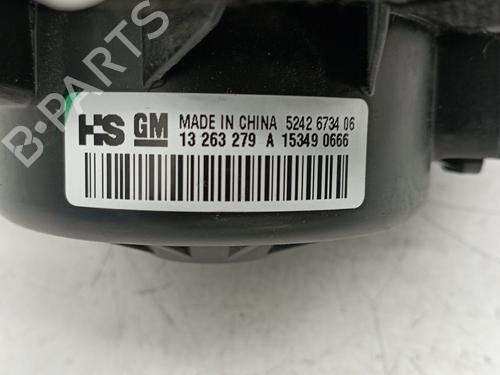 B-PARTS
HS GM MADE IN CHINA 5242 6734 06
13 263 279 A 15349 0666